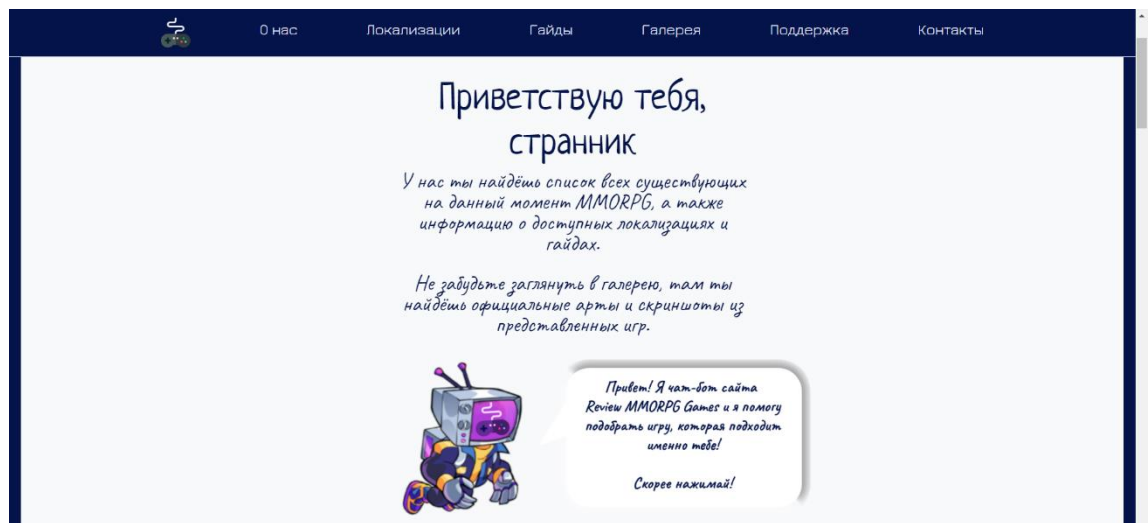 О нас Локализации Гайды Галерея Поддержка Контакты
Приветствую тебя,
странник
У нас ты найдёшь список всех существующих
на данный момент MMORPG, а также
информацию о доступных локализациях и
гайдах.
Не забудьте заглянуть в галерею, там ты
найдёшь официальные арты и скриншоты из
представленных игр.
Привет! Я чат-бот сайта
Review MMORPG Games и я помогу
подобрать игру, которая подходит
именно тебе!
Скорее нажимай!